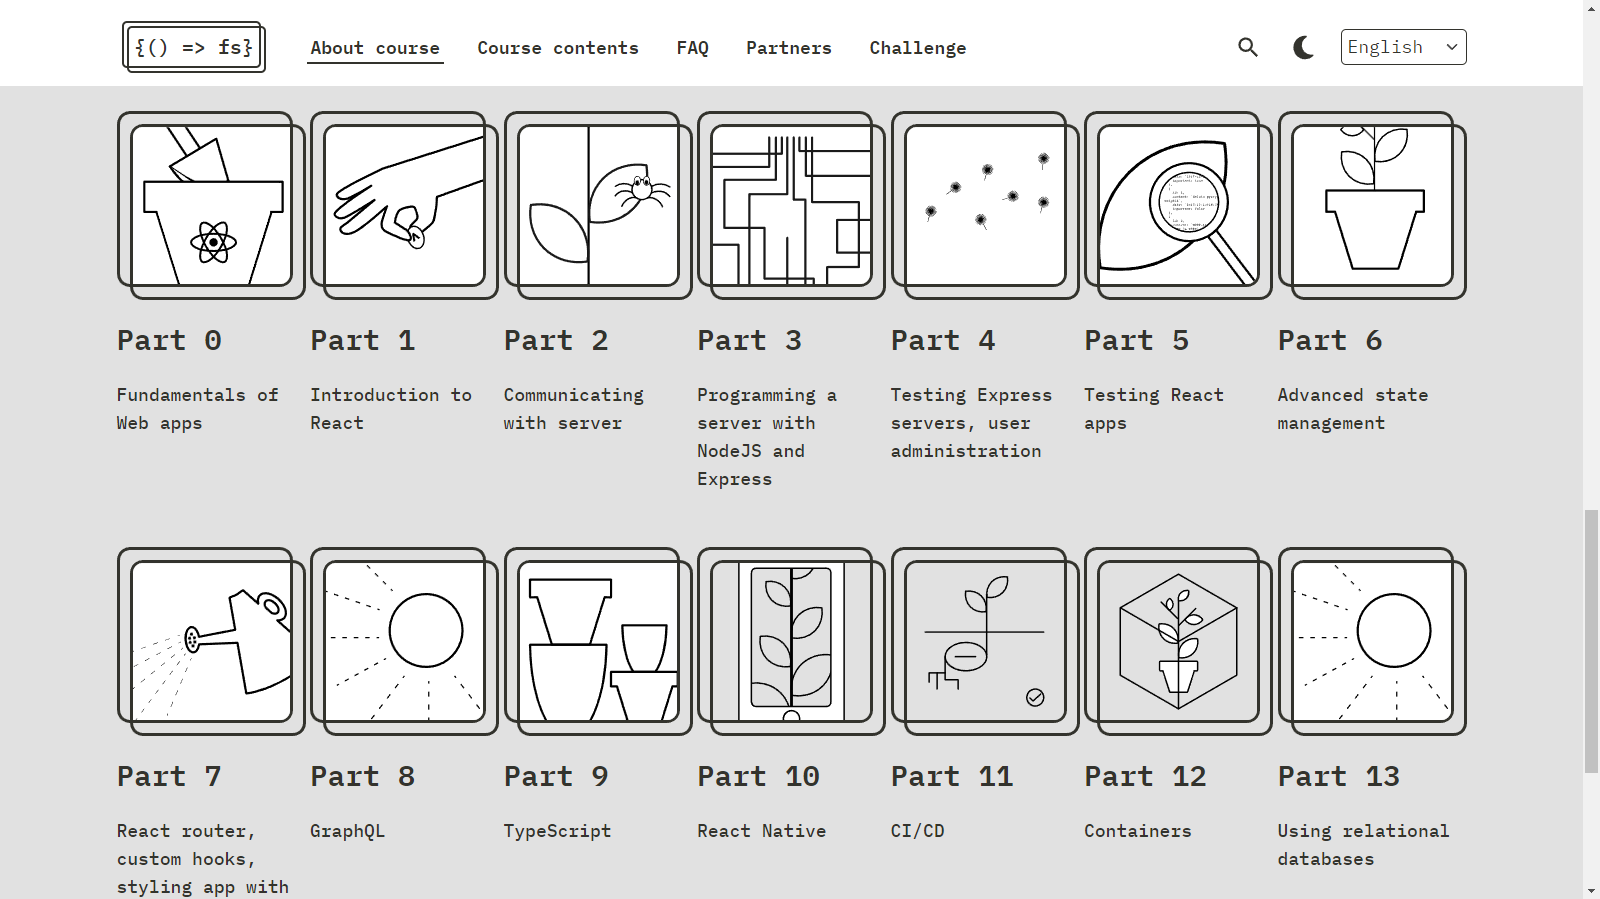 {() => fs}
About course
Course contents
FAQ
Partners
Challenge
English
Part 0
Fundamentals of
Web apps
Part 1
Introduction to
React
Part 2
Communicating
with server
Part 3
Programming a
server with
NodeJS and
Express
Part 4
Testing Express
servers, user
administration
Part 5
Testing React
apps
Part 6
Advanced state
management
Part 7
React router,
custom hooks,
styling app with
Part 8
GraphQL
Part 9
TypeScript
Part 10
React Native
Part 11
CI/CD
Part 12
Containers
Part 13
Using relational
databases